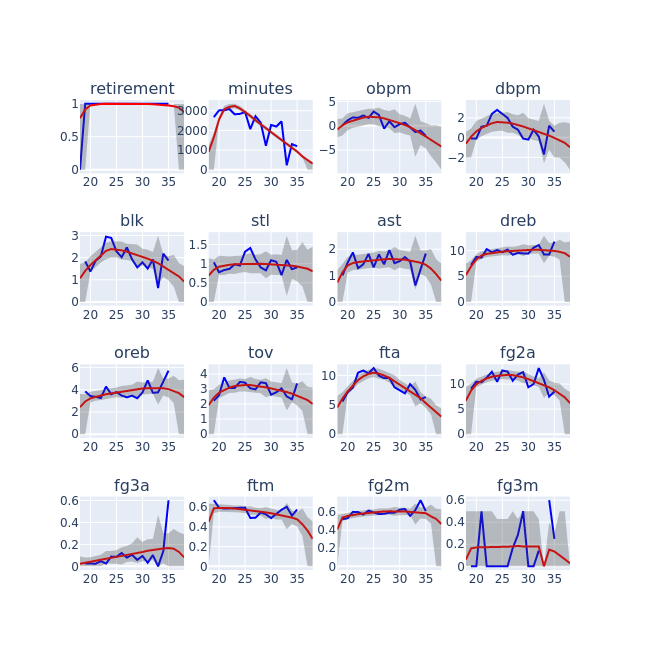 retirement minutes obpm dbpm
1 0.5 0 3000 2000 1000 0 5 0 −5 2 0 −2
20 25 30 35 20 25 30 35 20 25 30 35 20 25 30 35
blk stl ast dreb
3 2 1 0 1.5 1 0.5 0 2 1 0 10 5 0
20 25 30 35 20 25 30 35 20 25 30 35 20 25 30 35
oreb tov fta fg2a
6 4 2 0 4 3 2 1 0 10 5 0 10 5 0
20 25 30 35 20 25 30 35 20 25 30 35 20 25 30 35
fg3a ftm fg2m fg3m
0.6 0.4 0.2 0 0.6 0.4 0.2 0 0.6 0.4 0.2 0 0.6 0.4 0.2 0
20 25 30 35 20 25 30 35 20 25 30 35 20 25 30 35